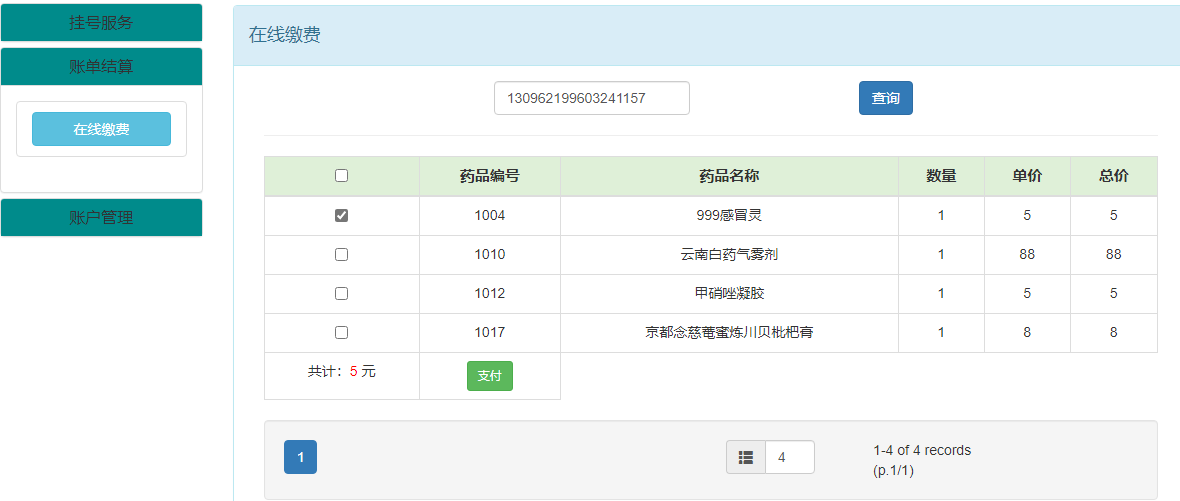 挂号服务
账单结算
在线缴费
账户管理
在线缴费
130962199603241157 查询
药品编号 药品名称 数量 单价 总价
1004 999感冒灵 1 5 5
1010 云南白药气雾剂 1 88 88
1012 甲硝唑凝胶 1 5 5
1017 京都念慈菴蜜炼川贝枇杷膏 1 8 8
共计：5 元 支付
1 4 1-4 of 4 records
(p.1/1)